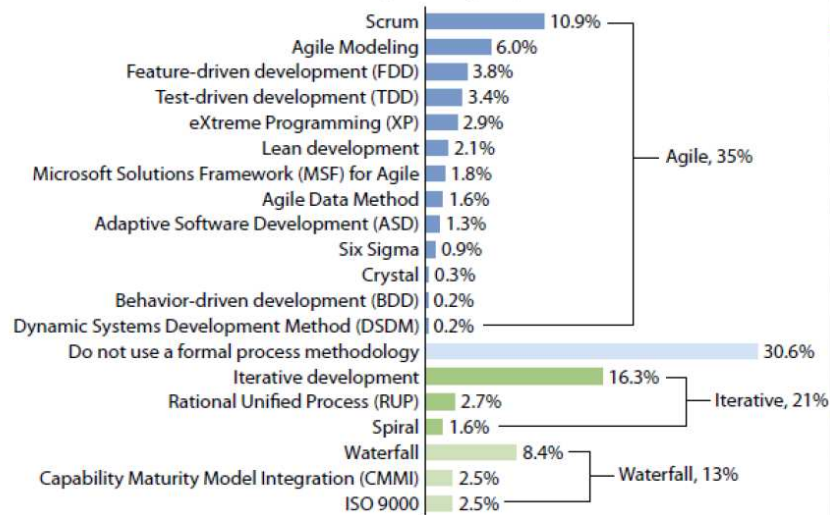 Scrum 10.9%
Agile Modeling 6.0%
Feature-driven development (FDD) 3.8%
Test-driven development (TDD) 3.4%
eXtreme Programming (XP) 2.9%
Lean development 2.1%
Microsoft Solutions Framework (MSF) for Agile 1.8%
Agile, 35%
Agile Data Method 1.6%
Adaptive Software Development (ASD) 1.3%
Six Sigma 0.9%
Crystal 0.3%
Behavior-driven development (BDD) 0.2%
Dynamic Systems Development Method (DSDM) 0.2%
Do not use a formal process methodology 30.6%
Iterative development 16.3%
Rational Unified Process (RUP) 2.7%
Iterative, 21%
Spiral 1.6%
Waterfall 8.4%
Capability Maturity Model Integration (CMMI) 2.5%
Waterfall, 13%
ISO 9000 2.5%